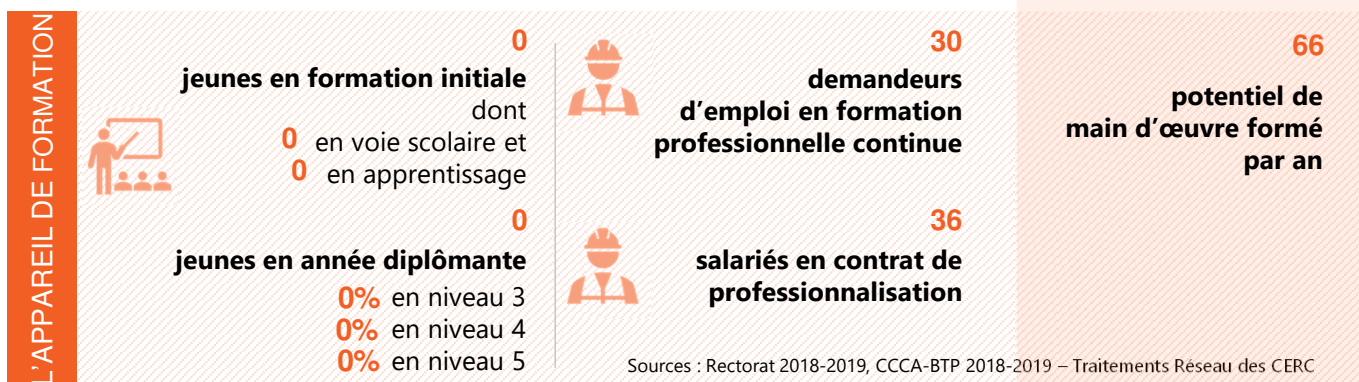 L'APPAREIL DE FORMATION
0
jeunes en formation initiale
dont
0 en voie scolaire et
0 en apprentissage
0
jeunes en année diplômante
0% en niveau 3
0% en niveau 4
0% en niveau 5
30
demandeurs
d'emploi en formation
professionnelle continue
36
salariés en contrat de
professionnalisation
66
potentiel de
main d'œuvre formé
par an
Sources : Rectorat 2018-2019, CCCA-BTP 2018-2019 – Traitements Réseau des CERC